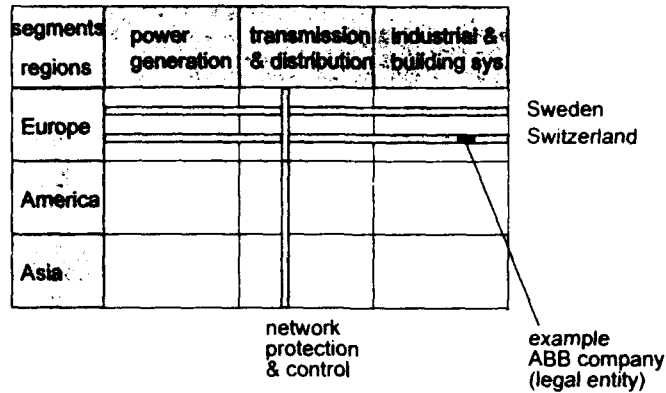 segments
regions
power
generation
transmission
& distribution
industrial &
building sys.
Europe
Sweden
Switzerland
America
Asia
network
protection
& control
example
ABB company
(legal entity)